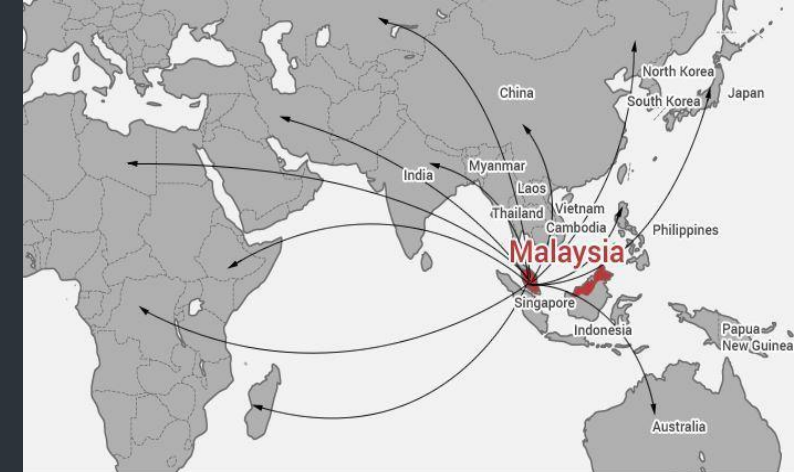 North Korea
China
Japan
South Korea
Myanmar
India
Laos
Thailand
Vietnam
Cambodia
Philippines
Malaysia
Singapore
Indonesia
Papua
New Guinea
Australia